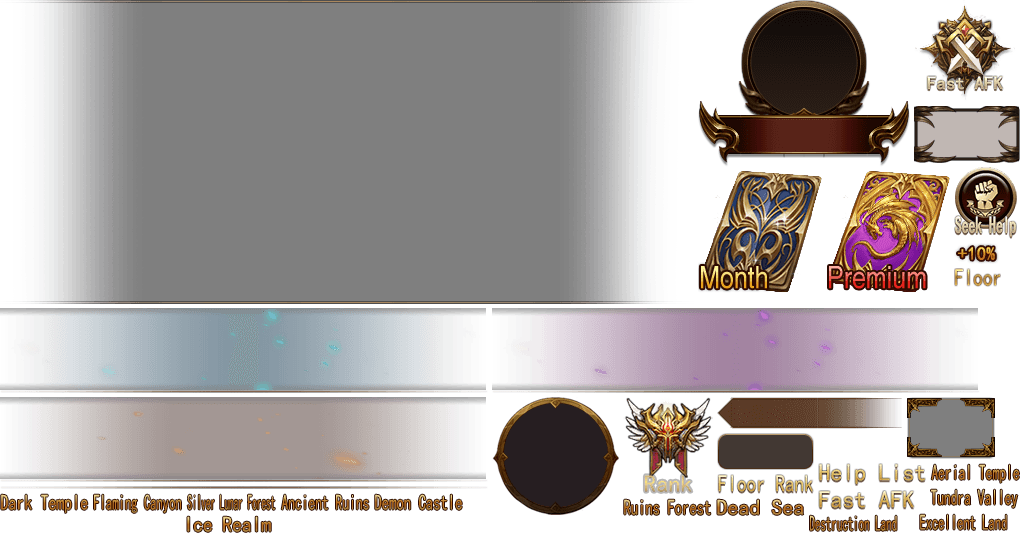 Fast AFK
Seek Help
+10%
Month
Premium
Floor
Rank
Floor Rank
Help List
Fast AFK
Aerial Temple
Tundra Valley
Dark Temple
Flaming Canyon
Silver Lunar Forest
Ancient Ruins
Demon Castle
Ruins Forest
Dead Sea
Ice Realm
Destruction Land
Excellent Land